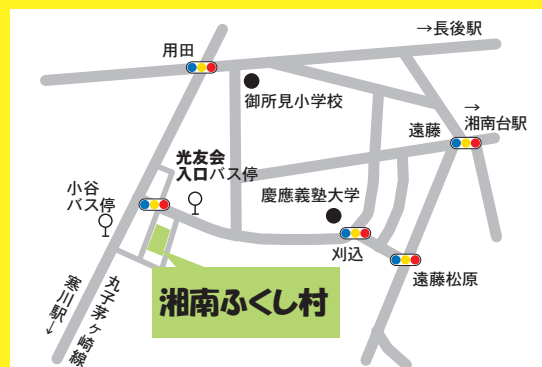 →長後駅
用田
御所見小学校
→
湘南台駅
遠藤
光友会
入口バス停
小谷
バス停
慶應義塾大学
刈込
遠藤松原
湘南ふくし村
寒川駅←
丸子茅ヶ崎線